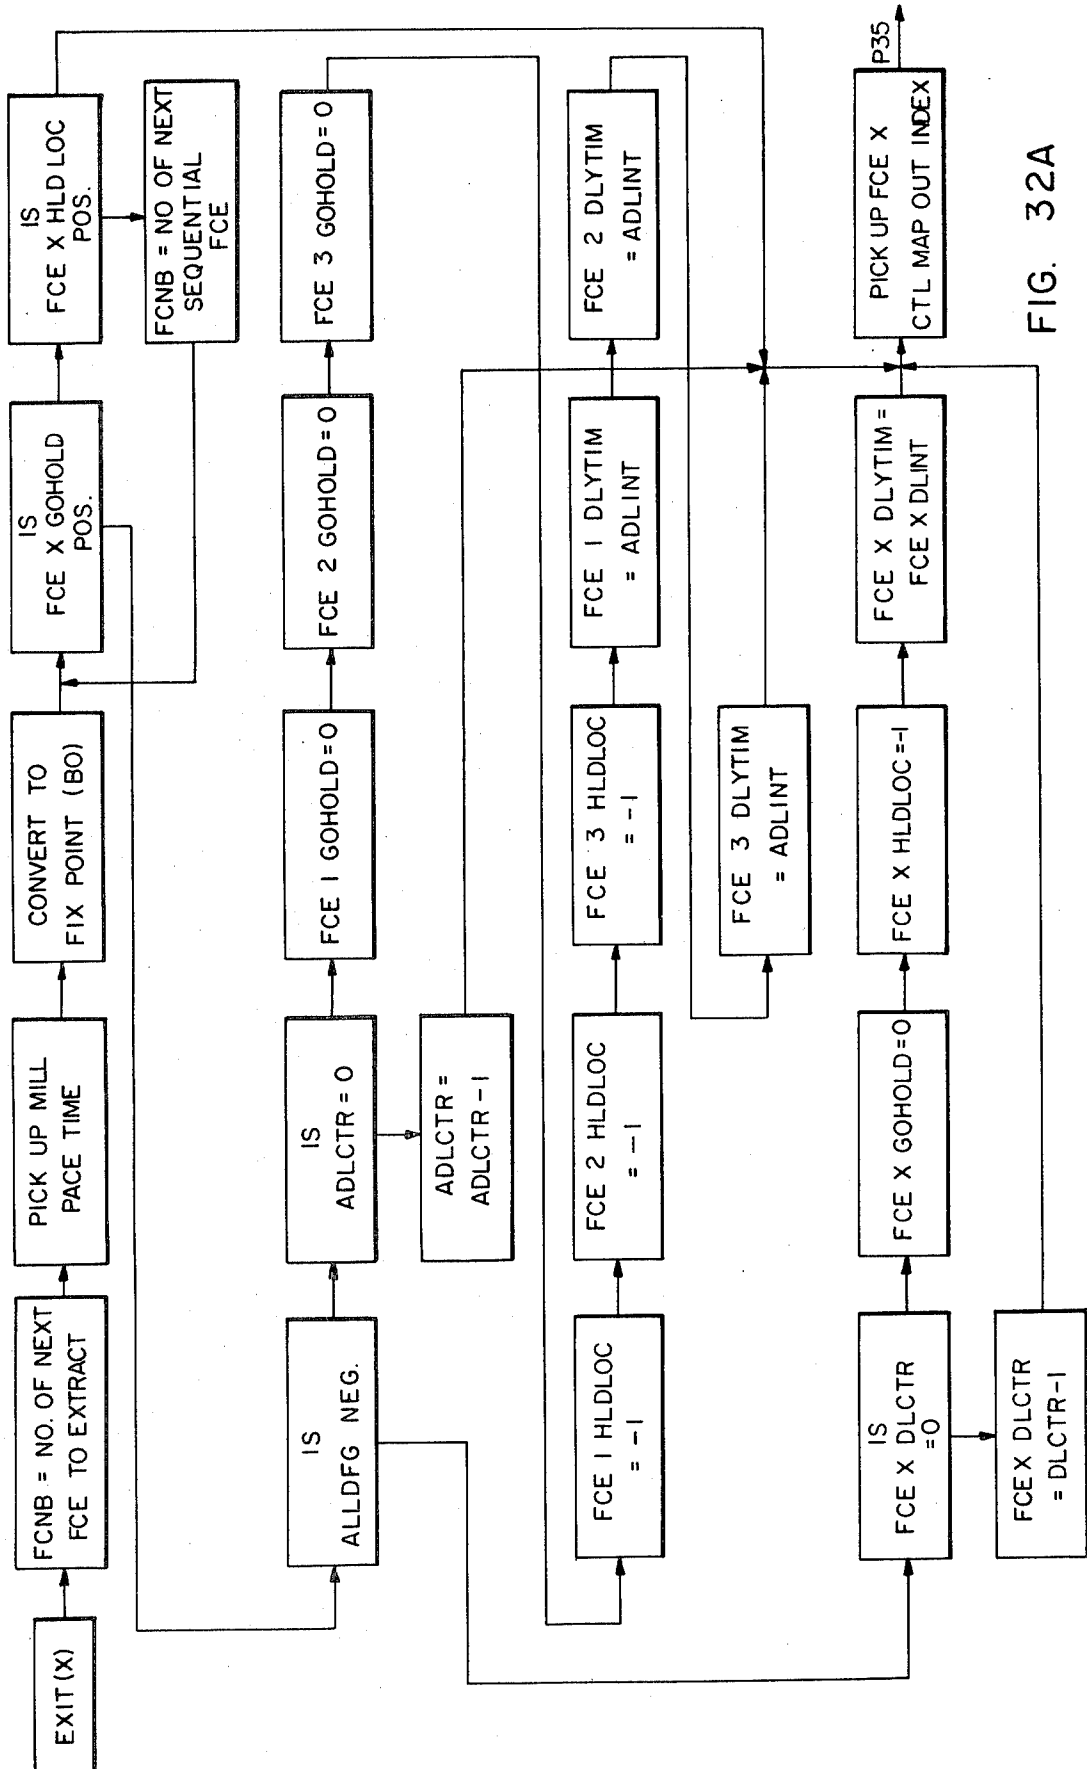 EXIT (X)
FCNB = NO. OF NEXT
FCE TO EXTRACT
PICK UP MILL
PACE TIME
CONVERT TO
FIX POINT (BO)
IS
FCE X GOHOLD
POS.
IS
FCE X HLD LOC
POS.
FCNB = NO OF NEXT
SEQUENTIAL
FCE
IS
ALLDFG NEG.
IS
ADLCTR = 0
ADLCTR =
ADLCTR-1
FCE 1 GOHOLD=0
FCE 2 GOHOLD=0
FCE 3 GOHOLD=0
FCE 1 HLDLOC
= -1
FCE 2 HLDLOC
= -1
FCE 3 HLDLOC
= -1
FCE 1 DLYTIM
= ADLINT
FCE 2 DLYTIM
= ADLINT
FCE 3 DLYTIM
= ADLINT
IS
FCE X DLCTR
=0
FCE X DLCTR
= DLCTR-1
FCE X GOHOLD=0
FCE X HLDLOC=-1
FCE X DLYTIM=
FCE X DLINT
PICK UP FCE X
CTL MAP OUT INDEX
P35
FIG. 32A